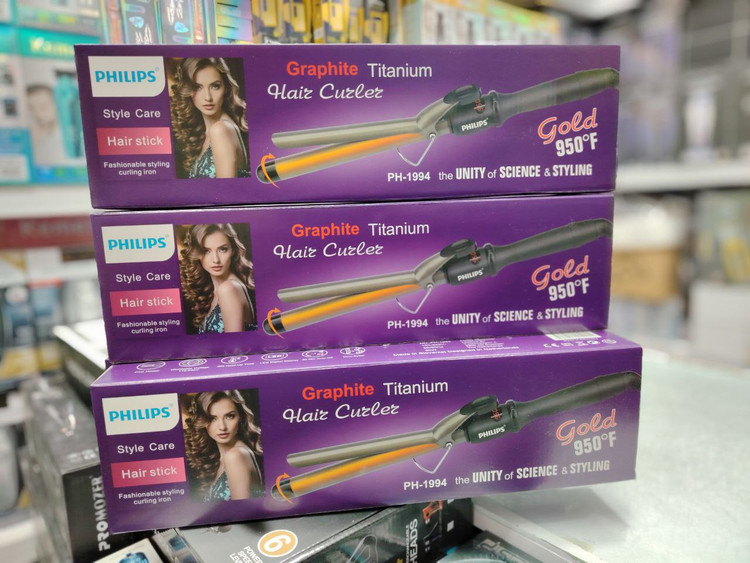 PHILIPS
Style Care
Hair stick
Fashionable styling
curling iron
Graphite Titanium
Hair Curler
PHILIPS
Gold
950°F
PH-1994 the UNITY of SCIENCE & STYLING
PHILIPS
Style Care
Hair stick
Fashionable styling
curling iron
Graphite Titanium
Hair Curler
PHILIPS
Gold
950°F
PH-1994 the UNITY of SCIENCE & STYLING
PHILIPS
Style Care
Hair stick
Fashionable styling
curling iron
Graphite Titanium
Hair Curler
PHILIPS
Gold
950°F
PH-1994 the UNITY of SCIENCE & STYLING
PROMOZER
6
POWER
SPEED
HEADS